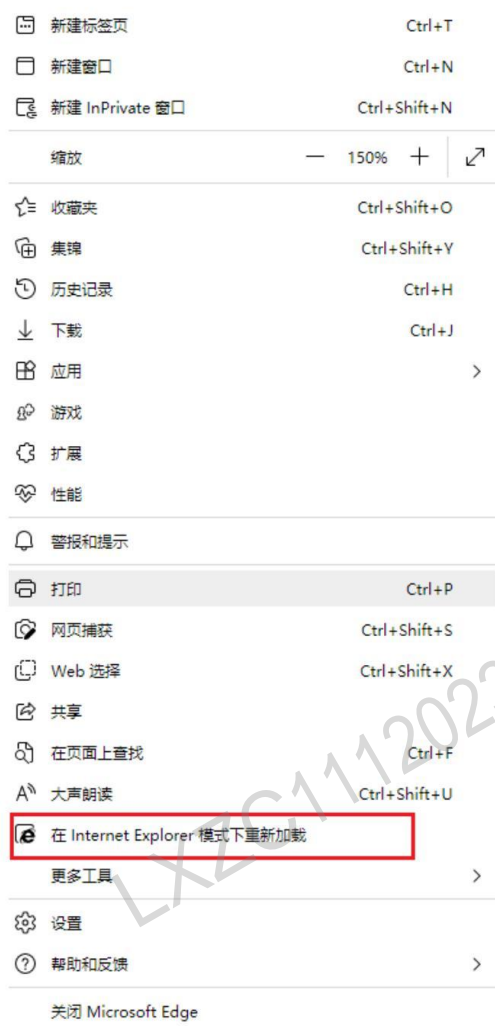 新建标签页 Ctrl+T
新建窗口 Ctrl+N
新建 InPrivate 窗口 Ctrl+Shift+N
缩放 — 150% +
收藏夹 Ctrl+Shift+O
集锦 Ctrl+Shift+Y
历史记录 Ctrl+H
下载 Ctrl+J
应用
游戏
扩展
性能
警报和提示
打印 Ctrl+P
网页捕获 Ctrl+Shift+S
Web 选择 Ctrl+Shift+X
共享
在页面上查找 Ctrl+F
大声朗读 Ctrl+Shift+U
在 Internet Explorer 模式下重新加载
更多工具
设置
帮助和反馈
关闭 Microsoft Edge
LXZC111202